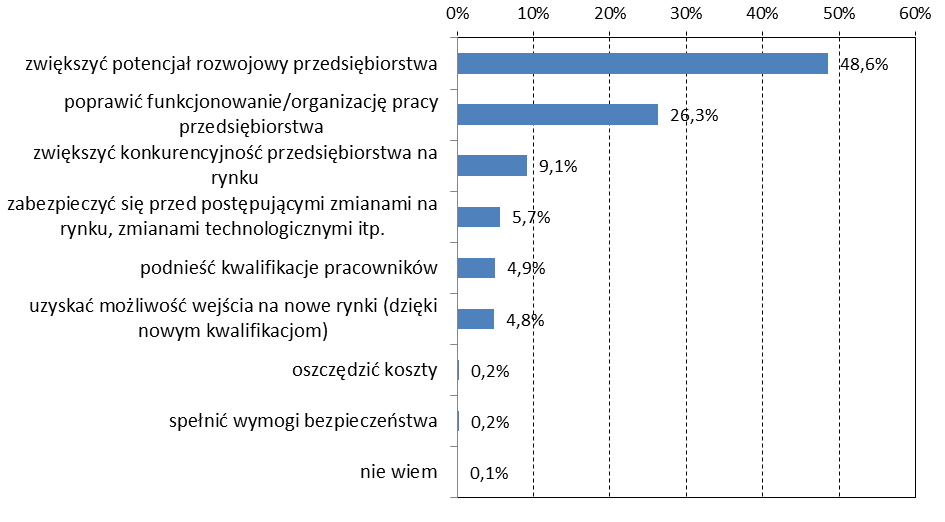 0% 10% 20% 30% 40% 50% 60%
zwiększyć potencjał rozwojowy przedsiębiorstwa 48,6%
poprawić funkcjonowanie/organizację pracy
przedsiębiorstwa 26,3%
zwiększyć konkurencyjność przedsiębiorstwa na
rynku 9,1%
zabezpieczyć się przed postępującymi zmianami na
rynku, zmianami technologicznymi itp. 5,7%
podnieść kwalifikacje pracowników 4,9%
uzyskać możliwość wejścia na nowe rynki (dzięki
nowym kwalifikacjom) 4,8%
oszczędzić koszty 0,2%
spełnić wymogi bezpieczeństwa 0,2%
nie wiem 0,1%